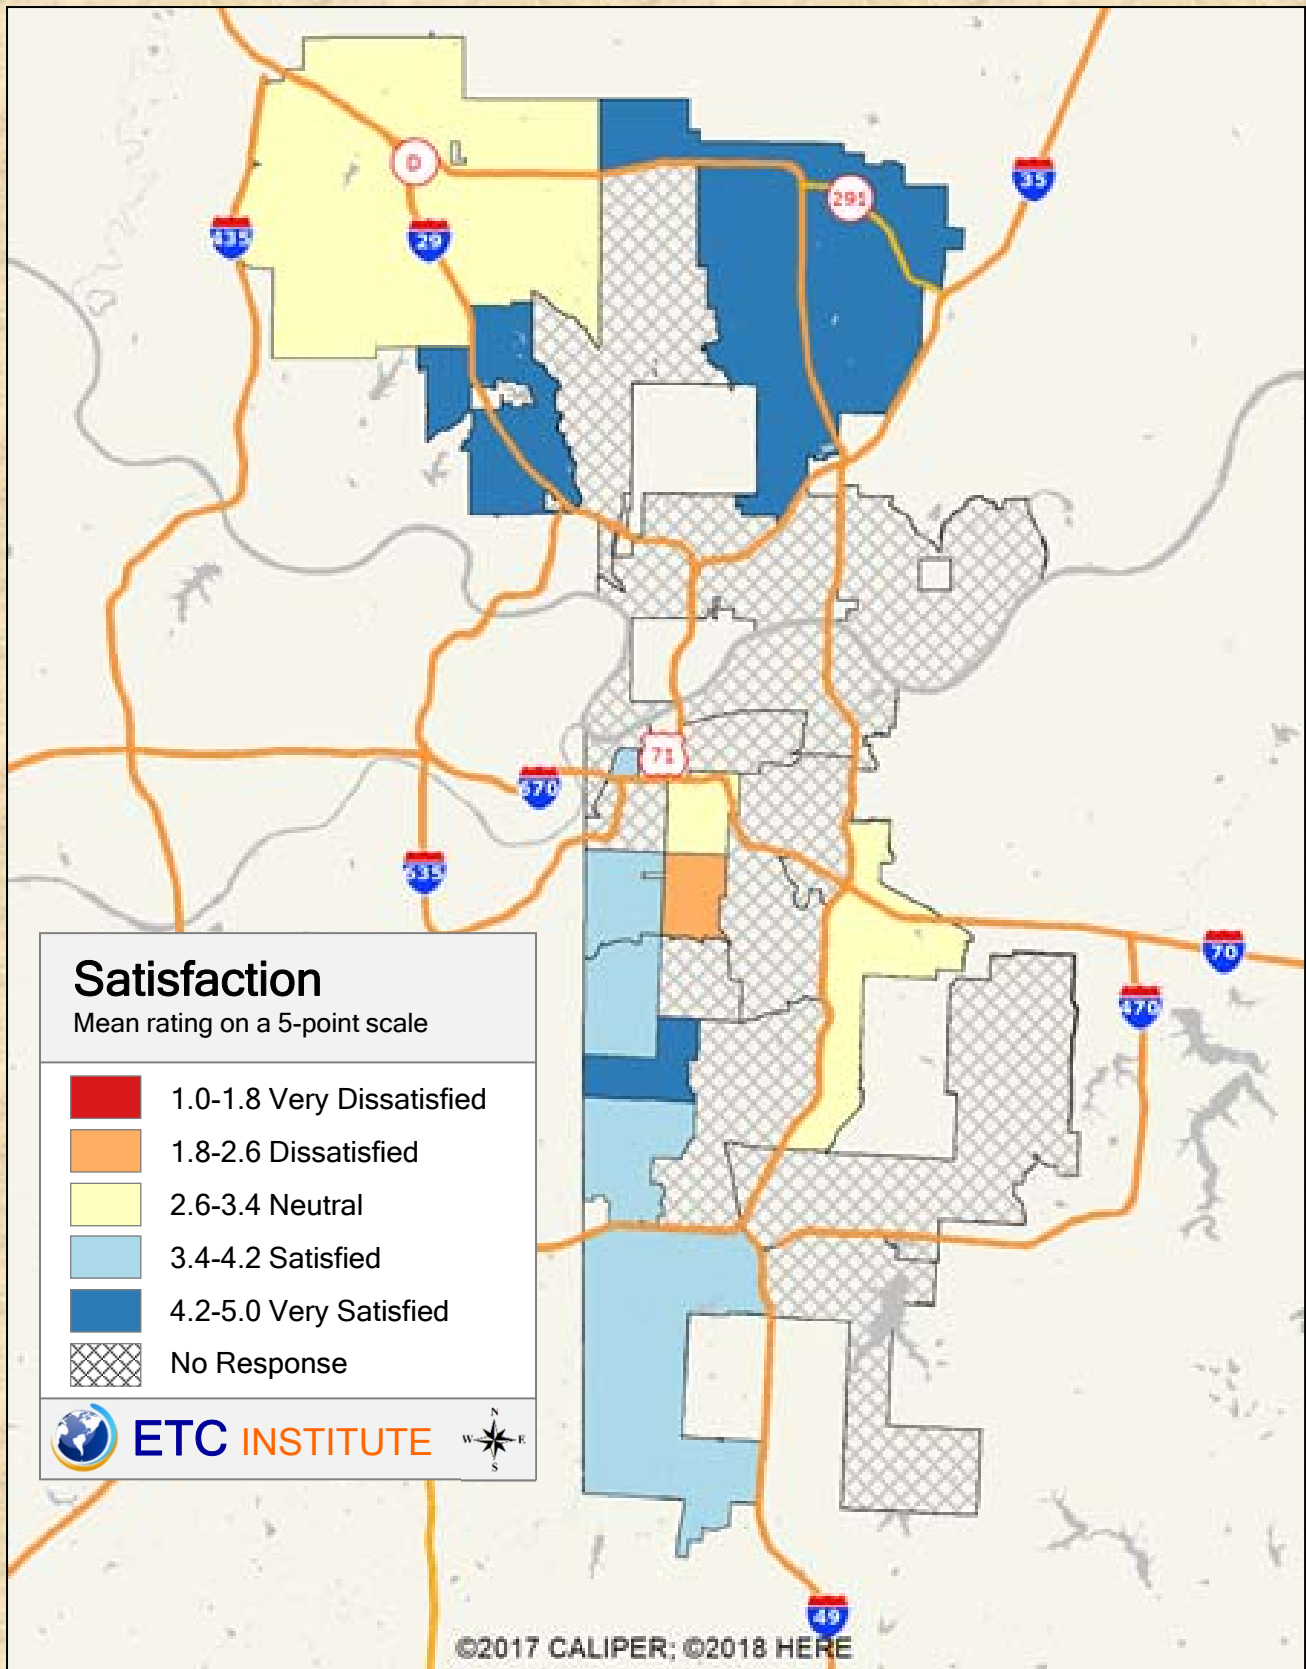 35
D
291
435
29
71
670
635
70
470
Satisfaction
Mean rating on a 5-point scale
1.0-1.8 Very Dissatisfied
1.8-2.6 Dissatisfied
2.6-3.4 Neutral
3.4-4.2 Satisfied
4.2-5.0 Very Satisfied
No Response
ETC INSTITUTE
N
W E
S
49
©2017 CALIPER; ©2018 HERE